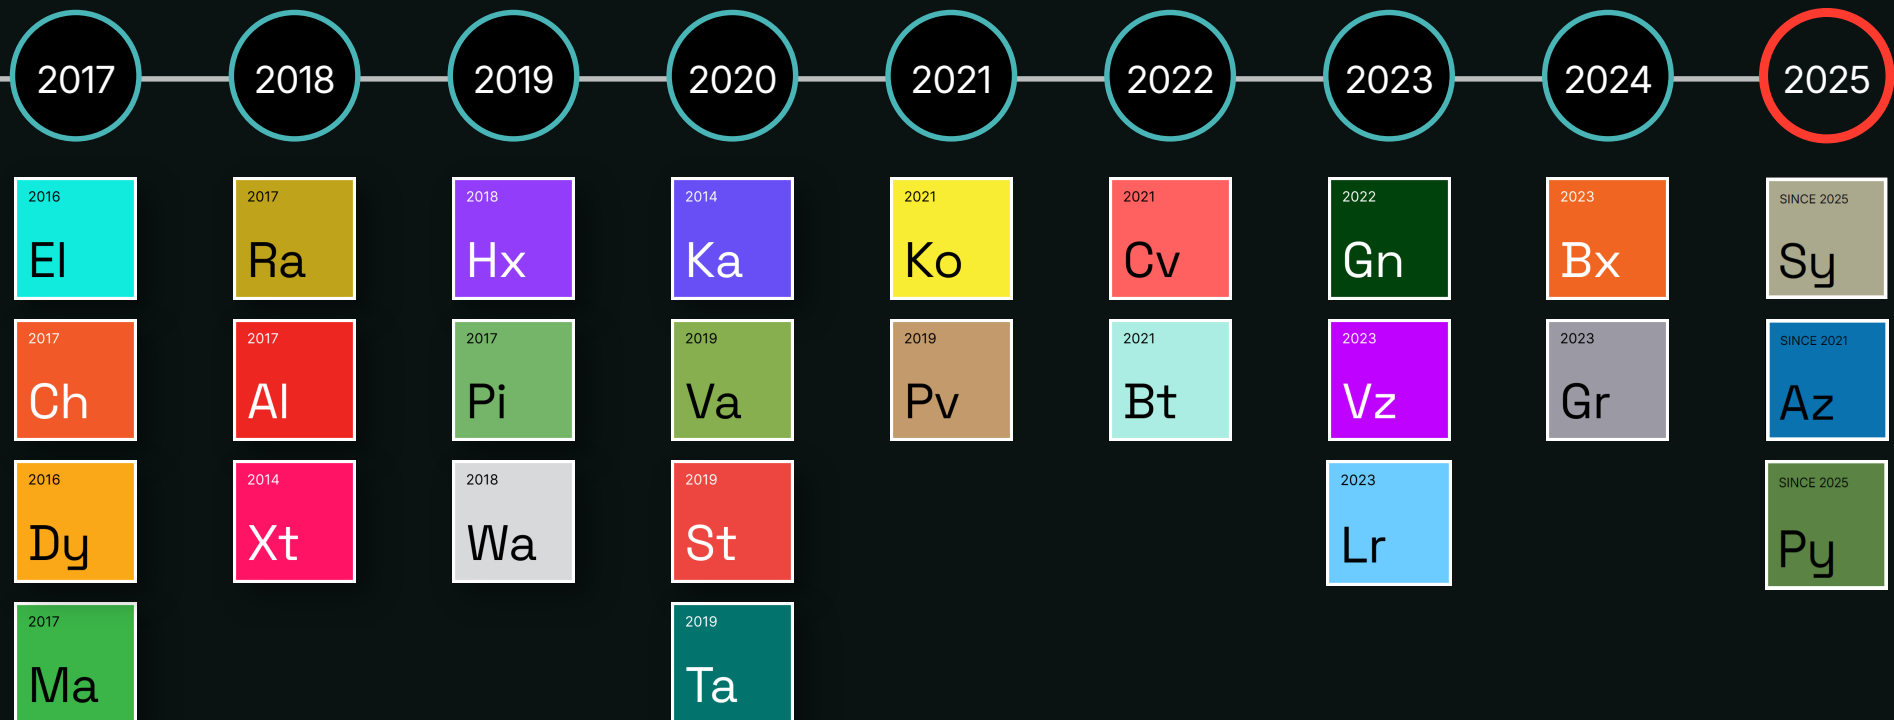 2017
2018
2019
2020
2021
2022
2023
2024
2025
2016
El
2017
Ra
2018
Hx
2014
Ka
2021
Ko
2021
Cv
2022
Gn
2023
Bx
SINCE 2025
Sy
2017
Ch
2017
Al
2017
Pi
2019
Va
2019
Pv
2021
Bt
2023
Vz
2023
Gr
SINCE 2021
Az
2016
Dy
2014
Xt
2018
Wa
2019
St
2023
Lr
SINCE 2025
Py
2017
Ma
2019
Ta